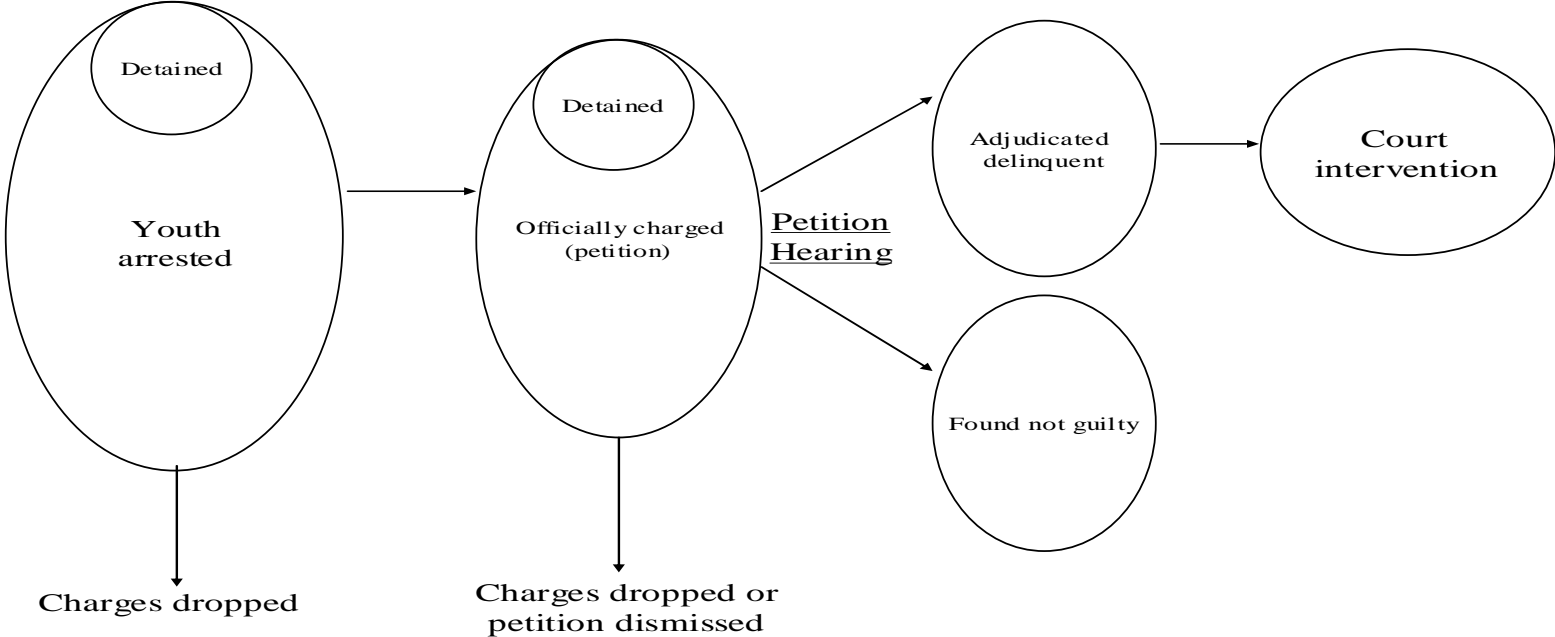 Detained
Youth
arrested
Charges dropped
Detained
Officially charged
(petition)
Charges dropped or
petition dismissed
Petition
Hearing
Adjudicated
delinquent
Found not guilty
Court
intervention